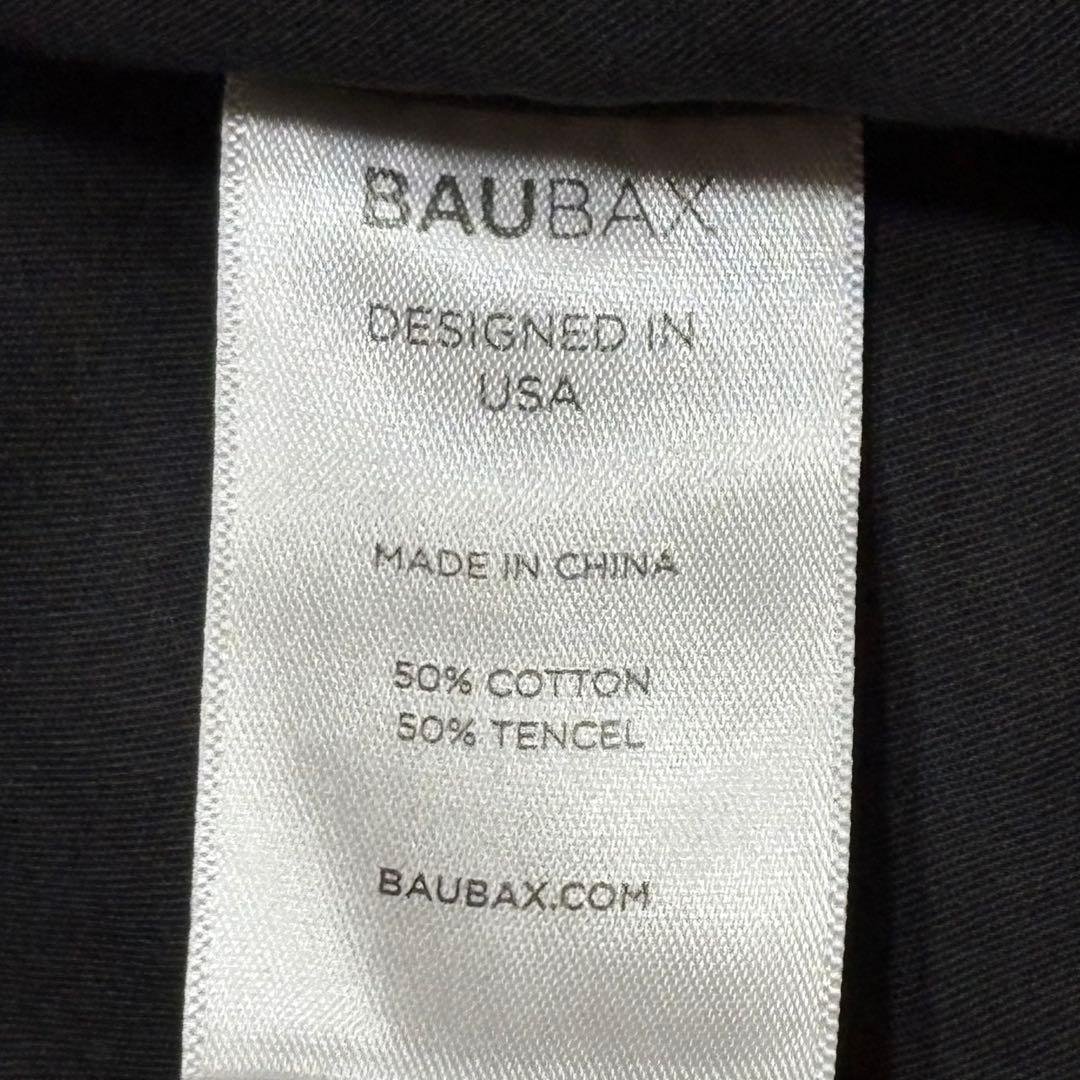 BAUBAX
DESIGNED IN
USA
MADE IN CHINA
50% COTTON
50% TENCEL
BAUBAX.COM